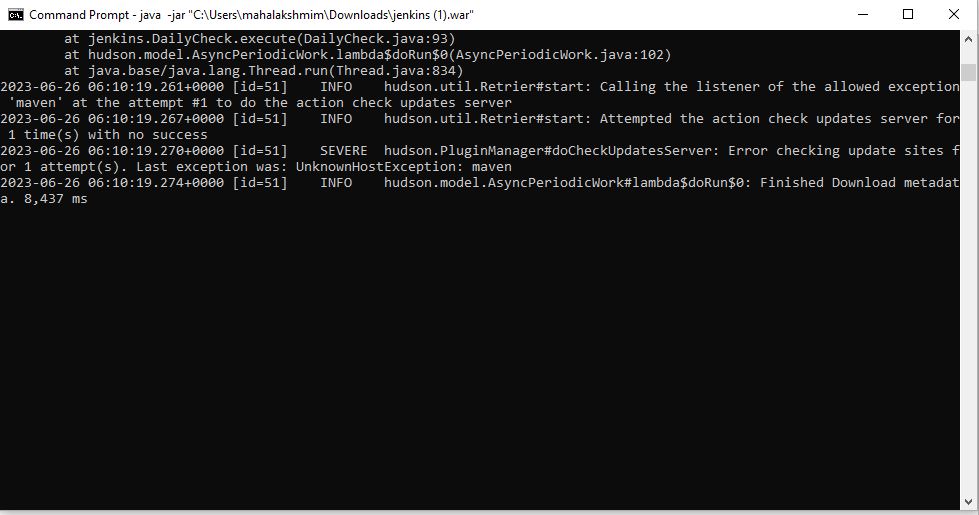 Command Prompt - java  -jar "C:\Users\mahalakshmim\Downloads\jenkins (1).war"
        at jenkins.DailyCheck.execute(DailyCheck.java:93)
        at hudson.model.AsyncPeriodicWork.lambda$doRun$0(AsyncPeriodicWork.java:102)
        at java.base/java.lang.Thread.run(Thread.java:834)
2023-06-26 06:10:19.261+0000 [id=51]    INFO    hudson.util.Retrier#start: Calling the listener of the allowed exception
 'maven' at the attempt #1 to do the action check updates server
2023-06-26 06:10:19.267+0000 [id=51]    INFO    hudson.util.Retrier#start: Attempted the action check updates server for
 1 time(s) with no success
2023-06-26 06:10:19.270+0000 [id=51]    SEVERE  hudson.PluginManager#doCheckUpdatesServer: Error checking update sites f
or 1 attempt(s). Last exception was: UnknownHostException: maven
2023-06-26 06:10:19.274+0000 [id=51]    INFO    hudson.model.AsyncPeriodicWork#lambda$doRun$0: Finished Download metadat
a. 8,437 ms